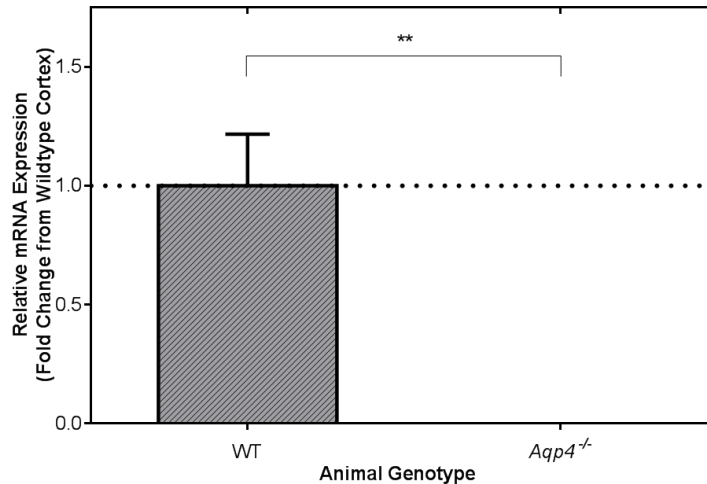 Relative mRNA Expression
(Fold Change from Wildtype Cortex)
**
1.5
1.0
0.5
0.0
WT
Aqp4-/-
Animal Genotype